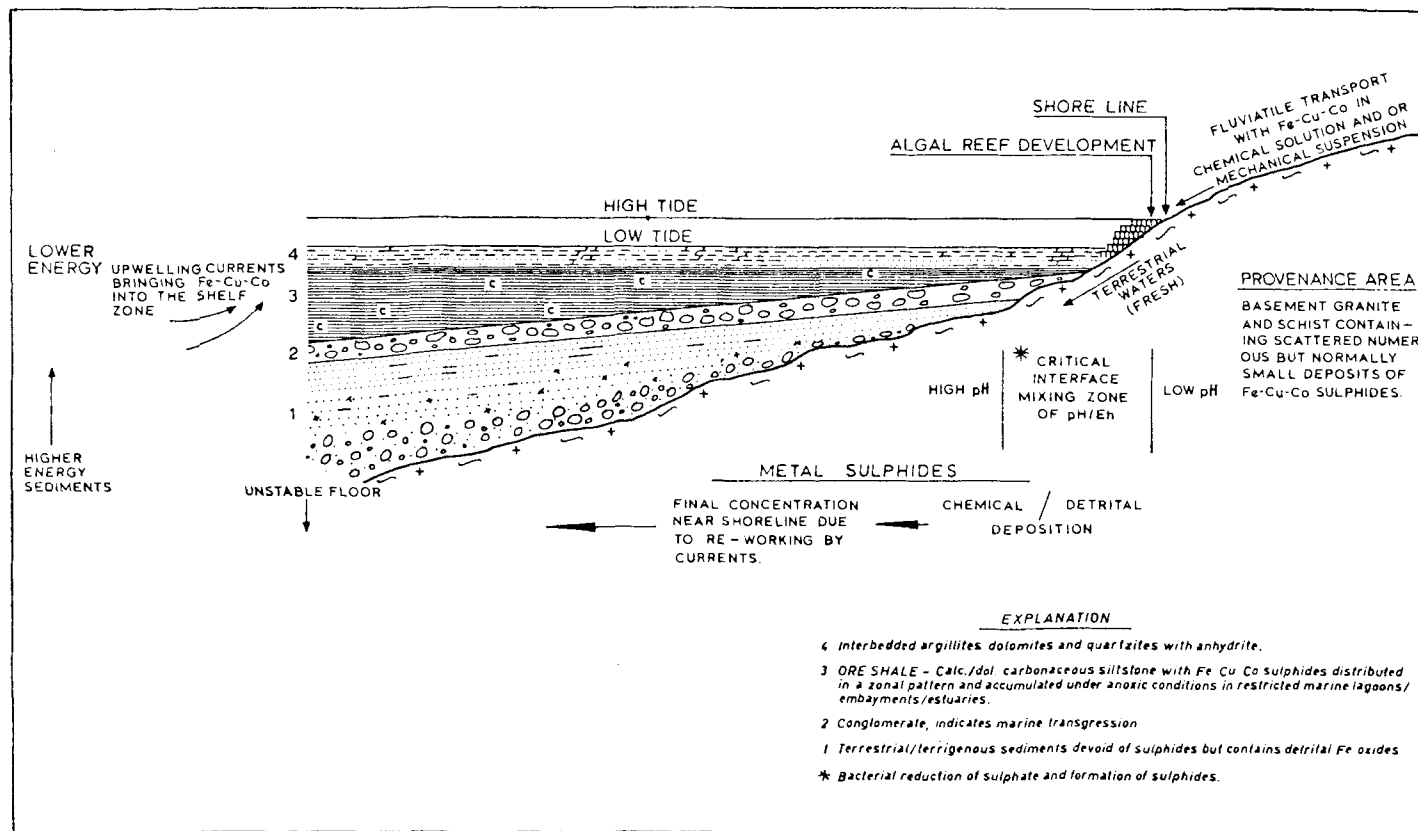 SHORE LINE
ALGAL REEF DEVELOPMENT
FLUVIATILE TRANSPORT
WITH Fe-Cu-Co IN
CHEMICAL SOLUTION AND OR
MECHANICAL SUSPENSION
HIGH TIDE
LOW TIDE
LOWER
ENERGY
UPWELLING CURRENTS
BRINGING Fe-Cu-Co
INTO THE SHELF
ZONE
4
3
2
1
C
C
C
C
C
TERRESTRIAL
WATERS
(FRESH)
PROVENANCE AREA
BASEMENT GRANITE
AND SCHIST CONTAIN-
ING SCATTERED NUMER
OUS BUT NORMALLY
SMALL DEPOSITS OF
Fe-Cu-Co SULPHIDES.
HIGH pH
* CRITICAL
INTERFACE
MIXING ZONE
OF pH/Eh
LOW pH
HIGHER
ENERGY
SEDIMENTS
UNSTABLE FLOOR
METAL SULPHIDES
FINAL CONCENTRATION
NEAR SHORELINE DUE
TO RE-WORKING BY
CURRENTS.
CHEMICAL / DETRITAL
DEPOSITION
EXPLANATION
4 Interbedded argillites dolomites and quartzites with anhydrite.
3 ORE SHALE - Calc./dol. carbonaceous siltstone with Fe Cu Co sulphides distributed
in a zonal pattern and accumulated under anoxic conditions in restricted marine lagoons/
embayments/estuaries.
2 Conglomerate, indicates marine transgression
1 Terrestrial/terrigenous sediments devoid of sulphides but contains detrital Fe oxides
* Bacterial reduction of sulphate and formation of sulphides.